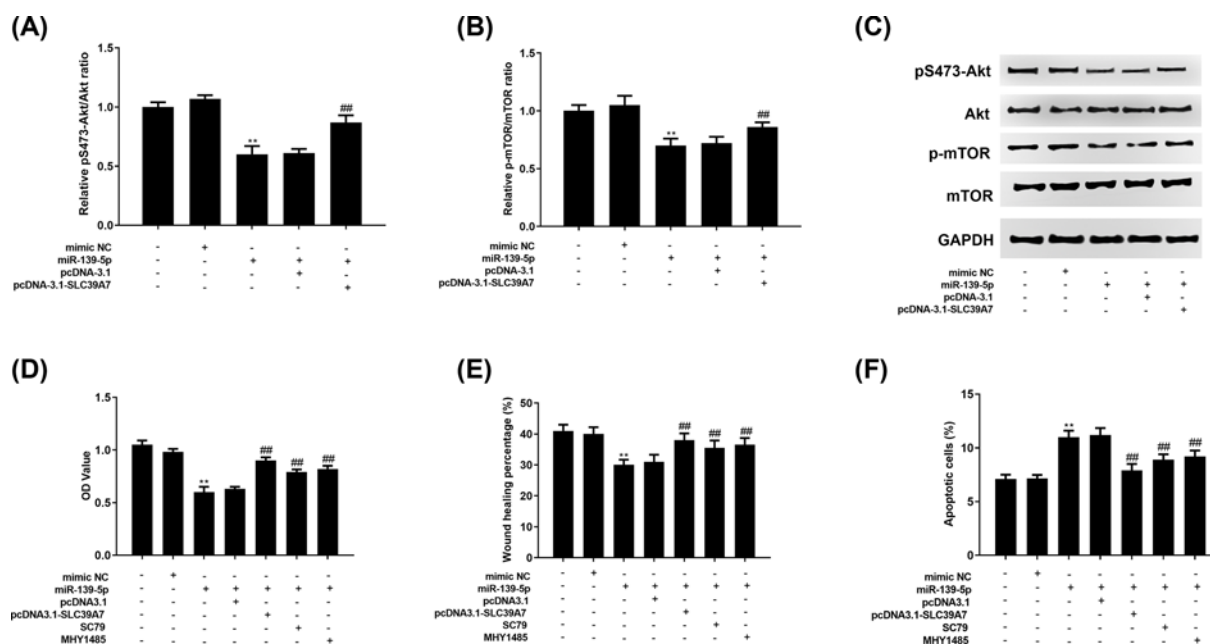 (A)
Relative pS473-Akt/Akt ratio
1.5
1.0
0.5
0.0
**
##
mimic NC - + - - -
miR-139-5p - - + + +
pcDNA-3.1 - - - + -
pcDNA-3.1-SLC39A7 - - - - +
(B)
Relative p-mTOR/mTOR ratio
1.5
1.0
0.5
0.0
**
##
mimic NC - + - - -
miR-139-5p - - + + +
pcDNA-3.1 - - - + -
pcDNA-3.1-SLC39A7 - - - - +
(C)
pS473-Akt
Akt
p-mTOR
mTOR
GAPDH
mimic NC - + - - -
miR-139-5p - - + + +
pcDNA-3.1 - - - + -
pcDNA-3.1-SLC39A7 - - - - +
(D)
OD Value
1.5
1.0
0.5
0.0
**
## ## ##
mimic NC - + - - - - -
miR-139-5p - - + + + + +
pcDNA3.1 - - - + - - -
pcDNA3.1-SLC39A7 - - - - + - -
SC79 - - - - - + -
MHY1485 - - - - - - +
(E)
Wound healing percentage (%)
50
40
30
20
10
0
**
## ## ##
mimic NC - + - - - - -
miR-139-5p - - + + + + +
pcDNA3.1 - - - + - - -
pcDNA3.1-SLC39A7 - - - - + - -
SC79 - - - - - + -
MHY1485 - - - - - - +
(F)
Apoptotic cells (%)
15
10
5
0
**
## ## ##
mimic NC - + - - - - -
miR-139-5p - - + + + + +
pcDNA3.1 - - - + - - -
pcDNA3.1-SLC39A7 - - - - + - -
SC79 - - - - - + -
MHY1485 - - - - - - +